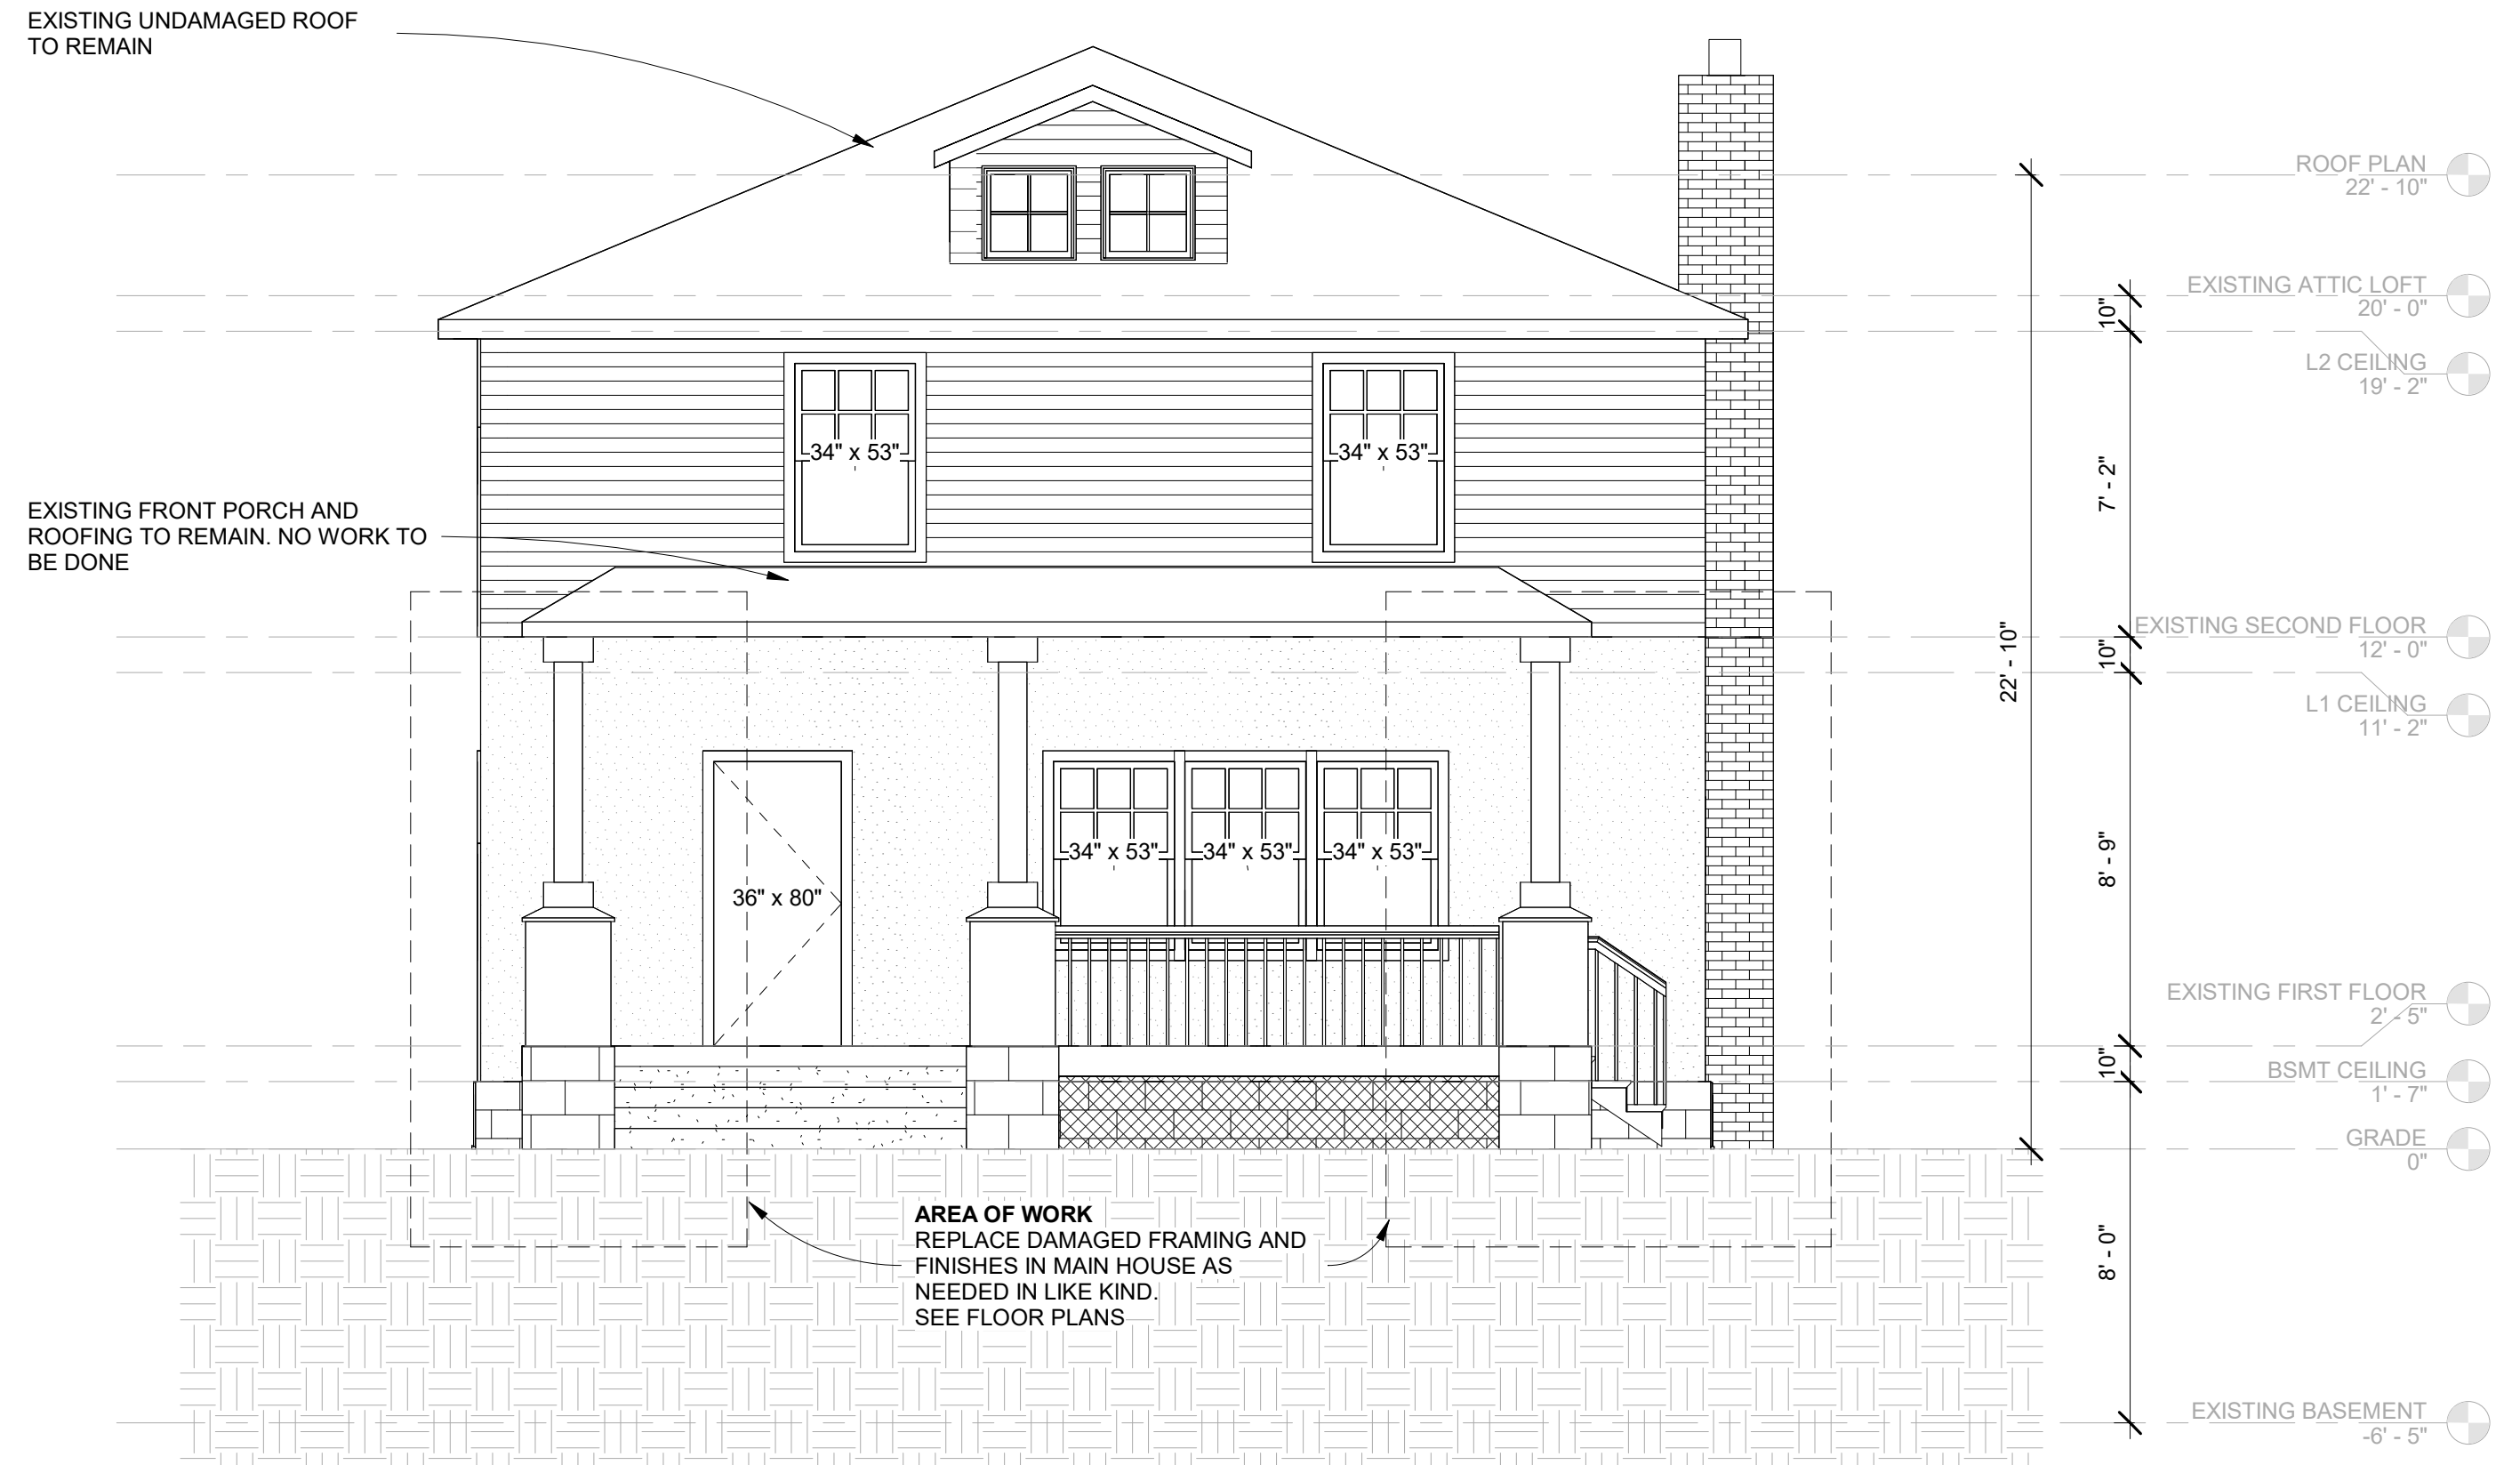 EXISTING UNDAMAGED ROOF
TO REMAIN
ROOF PLAN
22' - 10"
EXISTING ATTIC LOFT
20' - 0"
10"
L2 CEILING
19' - 2"
34" x 53"
34" x 53"
7' - 2"
EXISTING FRONT PORCH AND
ROOFING TO REMAIN. NO WORK TO
BE DONE
EXISTING SECOND FLOOR
12' - 0"
10"
22' - 10"
L1 CEILING
11' - 2"
34" x 53"
34" x 53"
34" x 53"
8' - 9"
36" x 80"
EXISTING FIRST FLOOR
2' - 5"
10"
BSMT CEILING
1' - 7"
GRADE
0"
AREA OF WORK
REPLACE DAMAGED FRAMING AND
FINISHES IN MAIN HOUSE AS
NEEDED IN LIKE KIND.
SEE FLOOR PLANS
8' - 0"
EXISTING BASEMENT
-6' - 5"